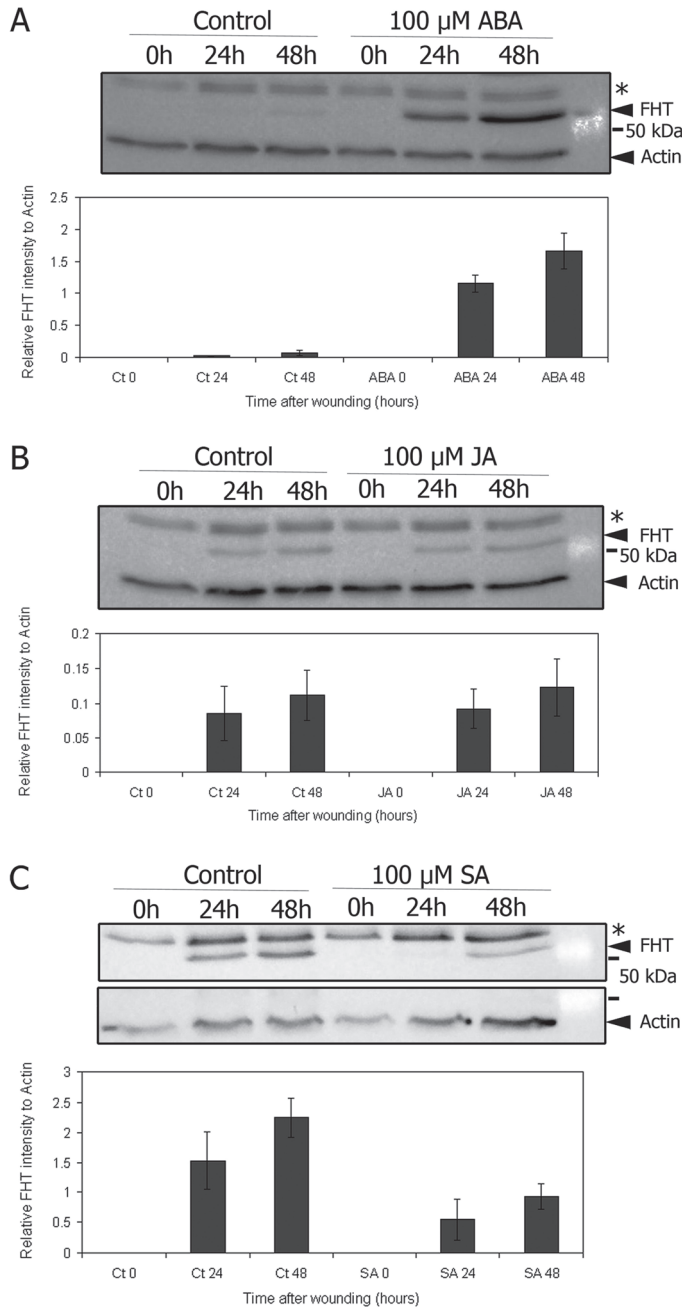 A
Control 100 µM ABA
0h 24h 48h 0h 24h 48h
*
FHT
50 kDa
Actin
Relative FHT intensity to Actin
2.5
2
1.5
1
0.5
0
Ct 0 Ct 24 Ct 48 ABA 0 ABA 24 ABA 48
Time after wounding (hours)
B
Control 100 µM JA
0h 24h 48h 0h 24h 48h
*
FHT
50 kDa
Actin
Relative FHT intensity to Actin
0.2
0.15
0.1
0.05
0
Ct 0 Ct 24 Ct 48 JA 0 JA 24 JA 48
Time after wounding (hours)
C
Control 100 µM SA
0h 24h 48h 0h 24h 48h
*
FHT
50 kDa
Actin
Relative FHT intensity to Actin
3
2.5
2
1.5
1
0.5
0
Ct 0 Ct 24 Ct 48 SA 0 SA 24 SA 48
Time after wounding (hours)